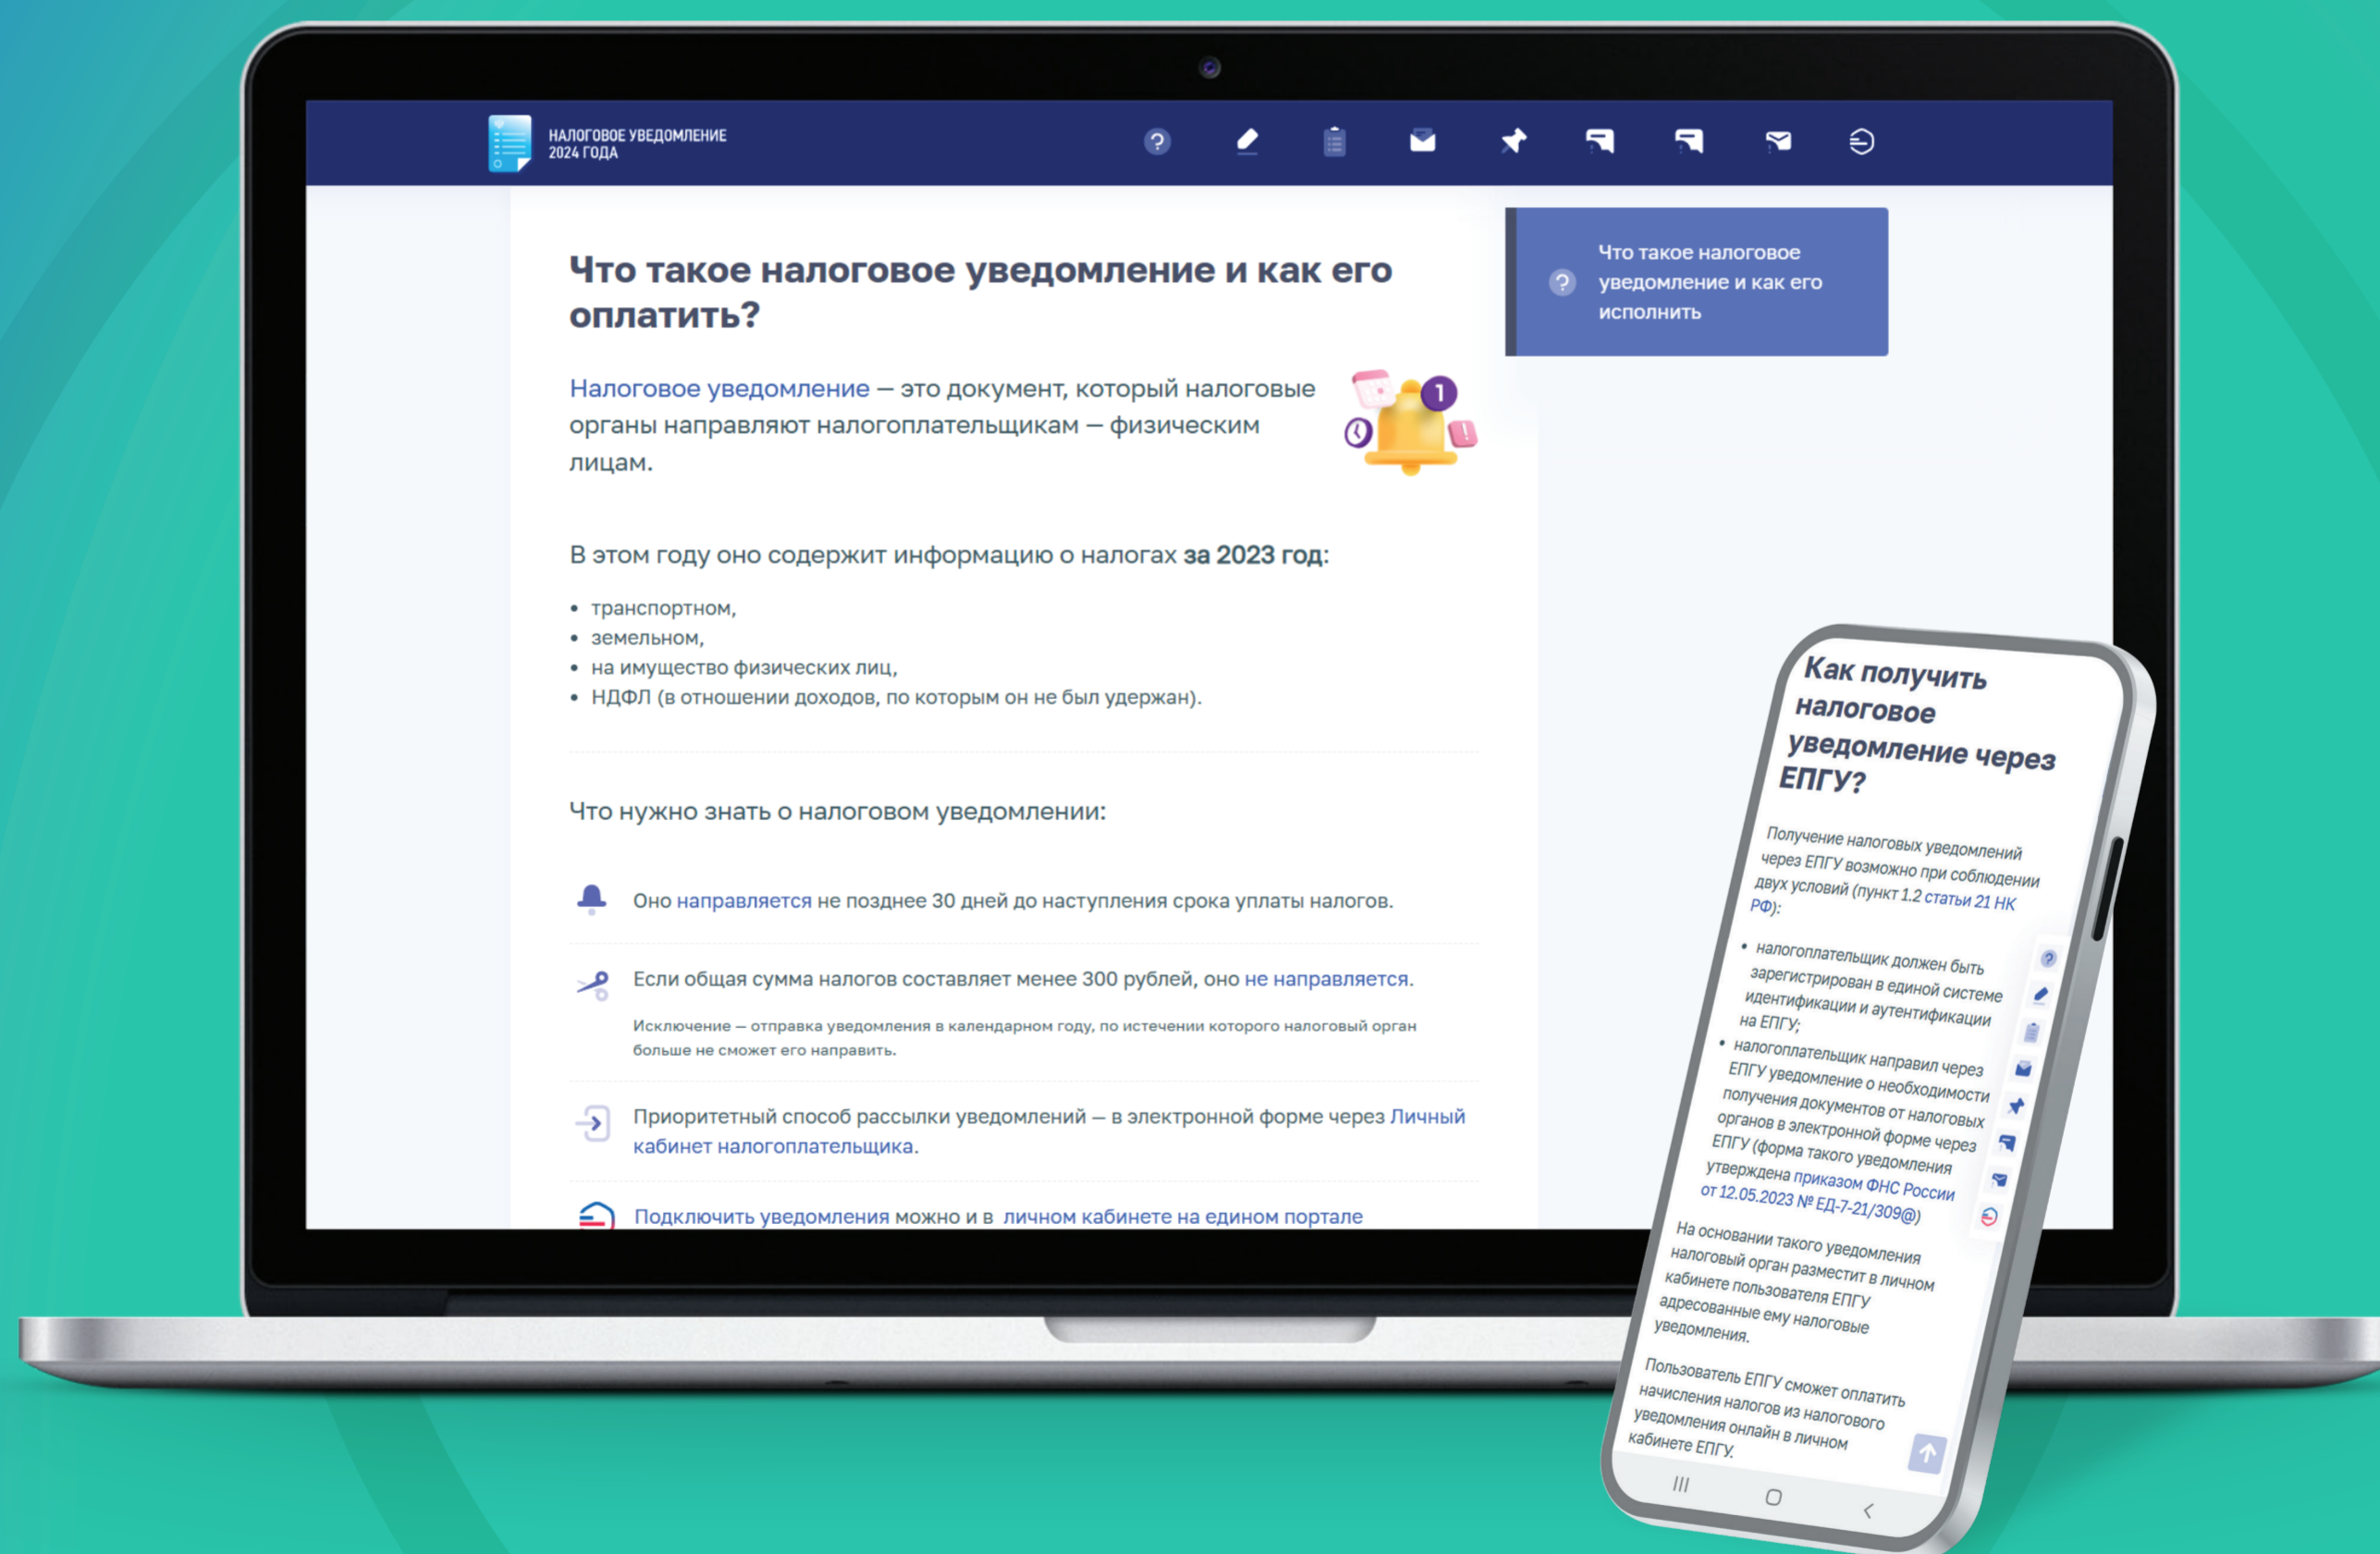 НАЛОГОВОЕ УВЕДОМЛЕНИЕ
2024 ГОДА
Что такое налоговое уведомление и как его
оплатить?
Налоговое уведомление — это документ, который налоговые
органы направляют налогоплательщикам — физическим
лицам.
1
В этом году оно содержит информацию о налогах за 2023 год:
• транспортном,
• земельном,
• на имущество физических лиц,
• НДФЛ (в отношении доходов, по которым он не был удержан).
Что нужно знать о налоговом уведомлении:
Оно направляется не позднее 30 дней до наступления срока уплаты налогов.
Если общая сумма налогов составляет менее 300 рублей, оно не направляется.
Исключение — отправка уведомления в календарном году, по истечении которого налоговый орган
больше не сможет его направить.
Приоритетный способ рассылки уведомлений — в электронной форме через Личный
кабинет налогоплательщика.
Подключить уведомления можно и в личном кабинете на едином портале
Что такое налоговое
уведомление и как его
исполнить
Как получить
налоговое
уведомление через
ЕПГУ?
Получение налоговых уведомлений
через ЕПГУ возможно при соблюдении
двух условий (пункт 1.2 статьи 21 НК
РФ):
• налогоплательщик должен быть
зарегистрирован в единой системе
идентификации и аутентификации
на ЕПГУ;
• налогоплательщик направил через
ЕПГУ уведомление о необходимости
получения документов от налоговых
органов в электронной форме через
ЕПГУ (форма такого уведомления
утверждена приказом ФНС России
от 12.05.2023 № ЕД-7-21/309@)
На основании такого уведомления
налоговый орган разместит в личном
кабинете пользователя ЕПГУ
адресованные ему налоговые
уведомления.
Пользователь ЕПГУ сможет оплатить
начисления налогов из налогового
уведомления онлайн в личном
кабинете ЕПГУ.